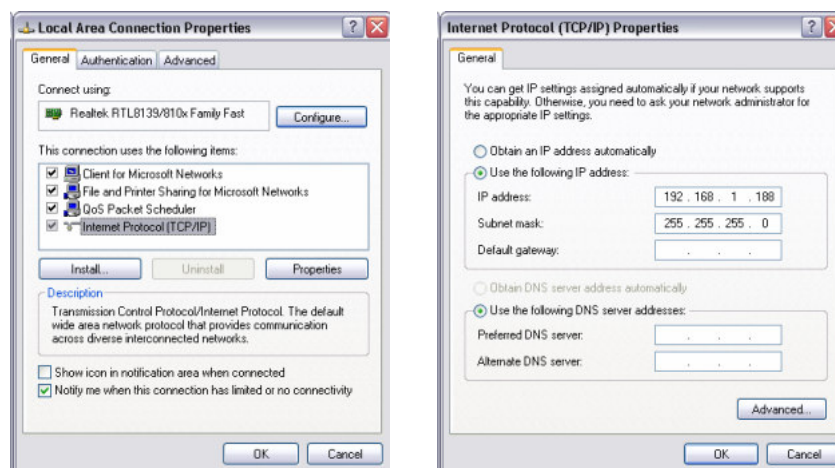 Local Area Connection Properties
General Authentication Advanced
Connect using:
Realtek RTL8139/810x Family Fast
Configure...
This connection uses the following items:
Client for Microsoft Networks
File and Printer Sharing for Microsoft Networks
QoS Packet Scheduler
Internet Protocol (TCP/IP)
Install... Uninstall Properties
Description
Transmission Control Protocol/Internet Protocol. The default
wide area network protocol that provides communication
across diverse interconnected networks.
Show icon in notification area when connected
Notify me when this connection has limited or no connectivity
OK Cancel
Internet Protocol (TCP/IP) Properties
General
You can get IP settings assigned automatically if your network supports
this capability. Otherwise, you need to ask your network administrator for
the appropriate IP settings.
Obtain an IP address automatically
Use the following IP address:
IP address: 192 . 168 . 1 . 188
Subnet mask: 255 . 255 . 255 . 0
Default gateway: . . .
Obtain DNS server address automatically
Use the following DNS server addresses:
Preferred DNS server: . . .
Alternate DNS server: . . .
Advanced...
OK Cancel